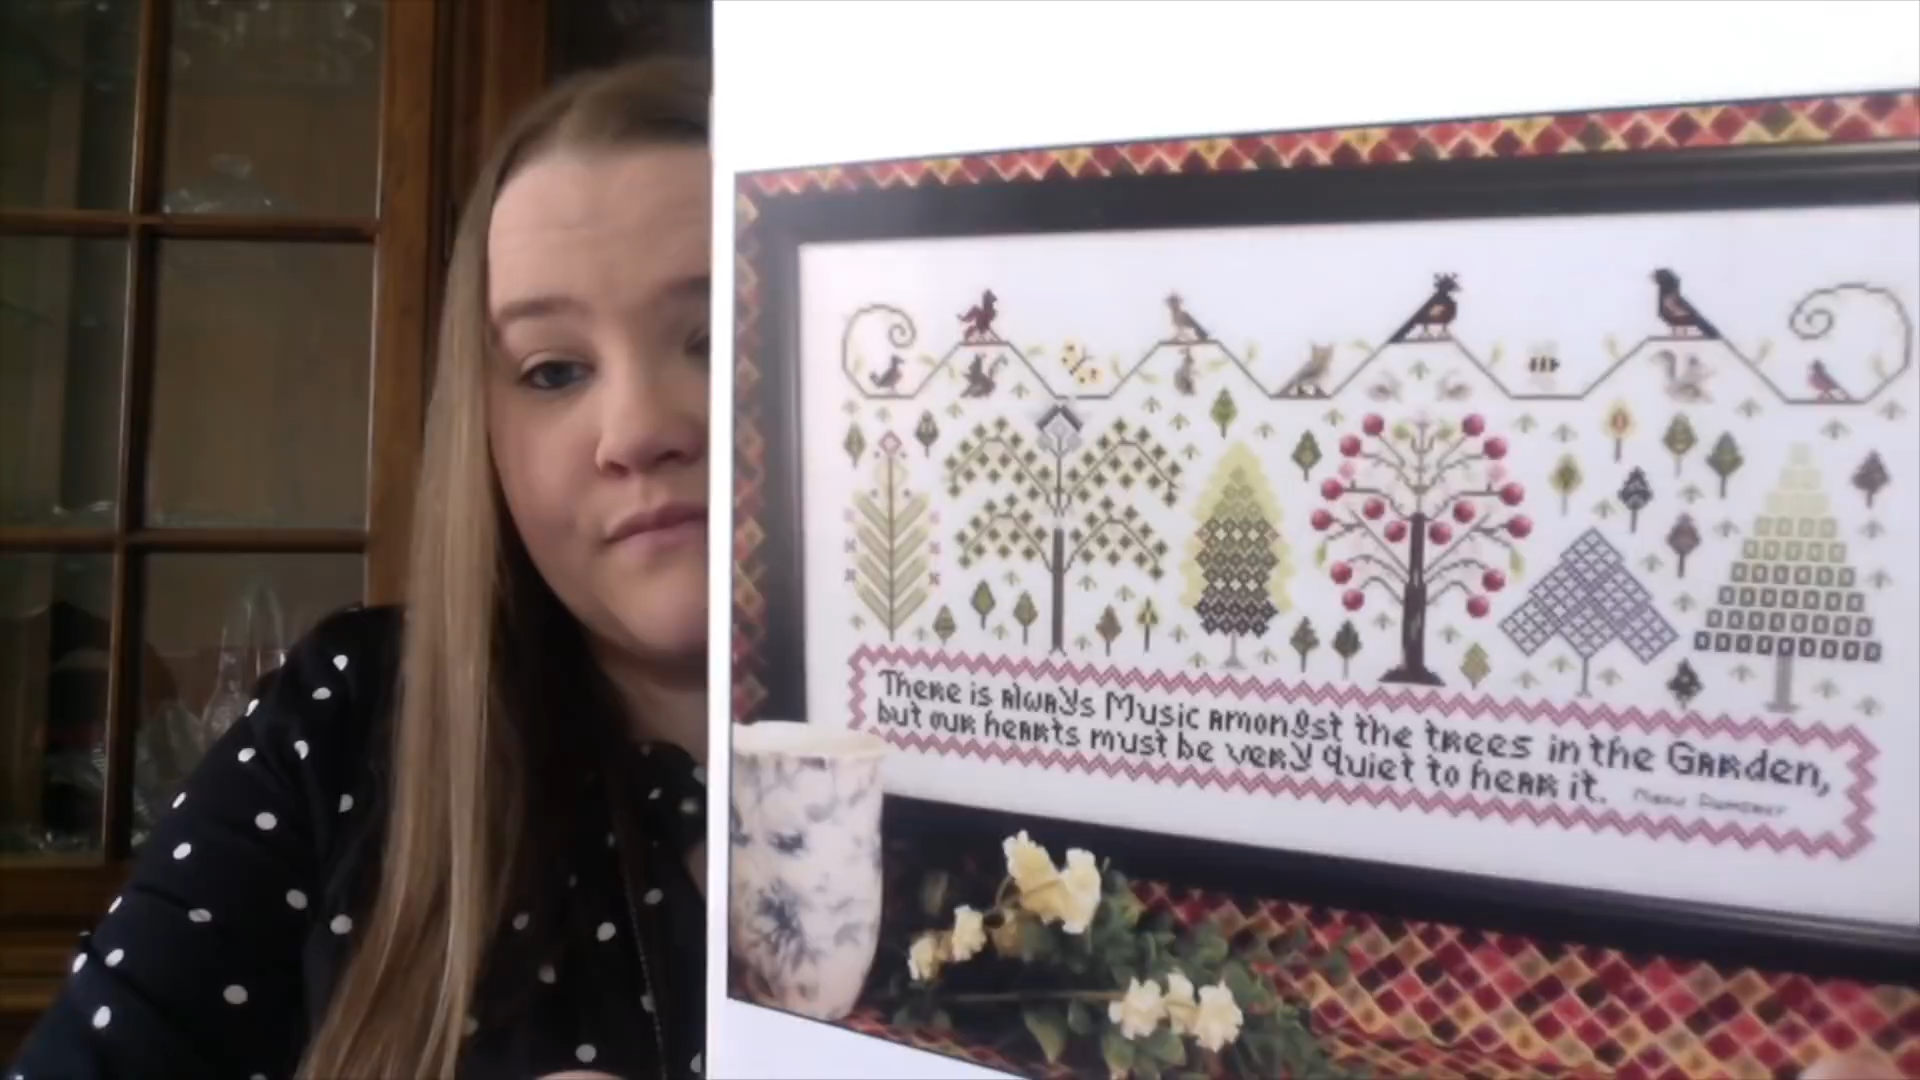 There is always Music amongst the trees in the Garden,
but our hearts must be very quiet to hear it.